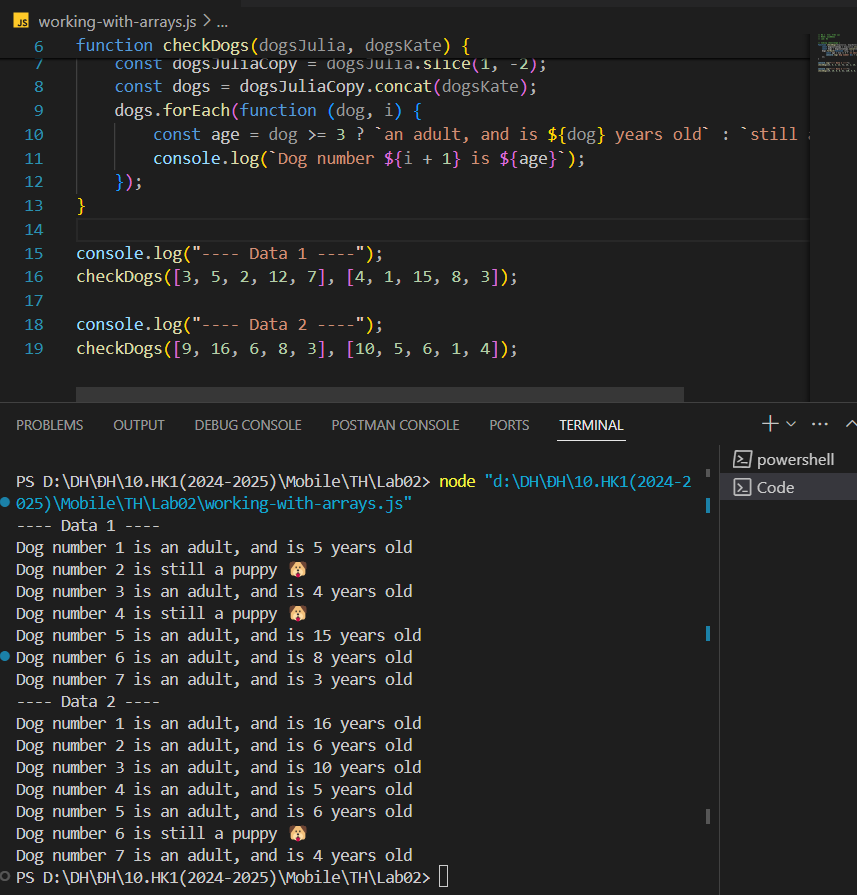 JS working-with-arrays.js > ...
6 function checkDogs(dogsJulia, dogsKate) {
7 const dogsJuliaCopy = dogsJulia.slice(1, -2);
8 const dogs = dogsJuliaCopy.concat(dogsKate);
9 dogs.forEach(function (dog, i) {
10 const age = dog >= 3 ? `an adult, and is ${dog} years old` : `still
11 console.log(`Dog number ${i + 1} is ${age}`);
12 });
13 }
14
15 console.log("---- Data 1 ----");
16 checkDogs([3, 5, 2, 12, 7], [4, 1, 15, 8, 3]);
17
18 console.log("---- Data 2 ----");
19 checkDogs([9, 16, 6, 8, 3], [10, 5, 6, 1, 4]);
PROBLEMS OUTPUT DEBUG CONSOLE POSTMAN CONSOLE PORTS TERMINAL
powershell
Code
PS D:\DH\ĐH\10.HK1(2024-2025)\Mobile\TH\Lab02> node "d:\DH\ĐH\10.HK1(2024-2
025)\Mobile\TH\Lab02\working-with-arrays.js"
---- Data 1 ----
Dog number 1 is an adult, and is 5 years old
Dog number 2 is still a puppy 🐶
Dog number 3 is an adult, and is 4 years old
Dog number 4 is still a puppy 🐶
Dog number 5 is an adult, and is 15 years old
Dog number 6 is an adult, and is 8 years old
Dog number 7 is an adult, and is 3 years old
---- Data 2 ----
Dog number 1 is an adult, and is 16 years old
Dog number 2 is an adult, and is 6 years old
Dog number 3 is an adult, and is 10 years old
Dog number 4 is an adult, and is 5 years old
Dog number 5 is an adult, and is 6 years old
Dog number 6 is still a puppy 🐶
Dog number 7 is an adult, and is 4 years old
PS D:\DH\ĐH\10.HK1(2024-2025)\Mobile\TH\Lab02>